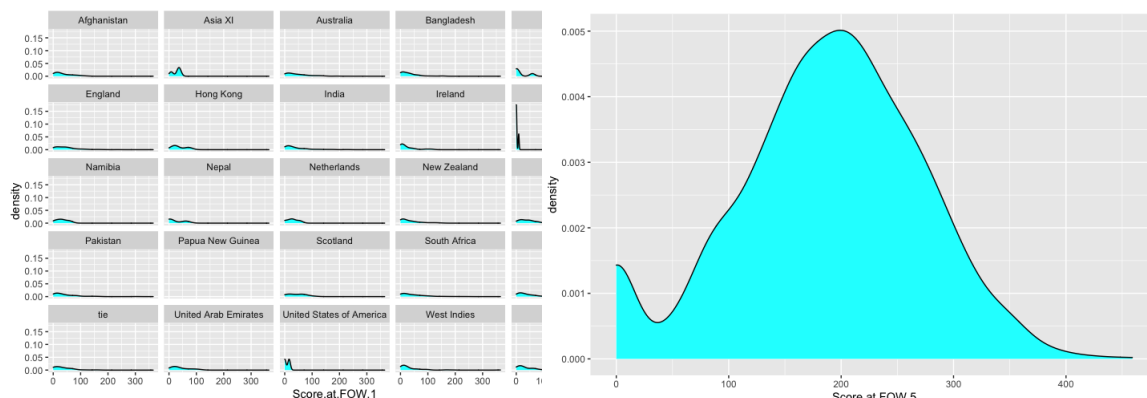 Afghanistan Asia XI Australia Bangladesh
0.15
0.10
0.05
0.00
England Hong Kong India Ireland
0.15
0.10
0.05
0.00
Namibia Nepal Netherlands New Zealand
0.15
0.10
0.05
0.00
Pakistan Papua New Guinea Scotland South Africa
0.15
0.10
0.05
0.00
tie United Arab Emirates United States of America West Indies
0.15
0.10
0.05
0.00
0 100 200 300 0 100 200 300 0 100 200 300 0 100 200 300 0
Score.at.FOW.1
density
0.005
0.004
0.003
0.002
0.001
0.000
0 100 200 300 400
Score.at.FOW.5
density